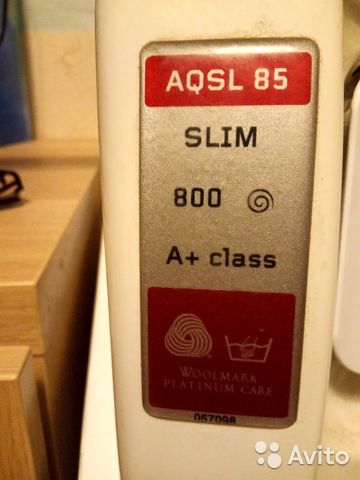 AQSL 85
SLIM
800
A+ class
WOOLMARK
PLATINUM CARE
057098
Avito